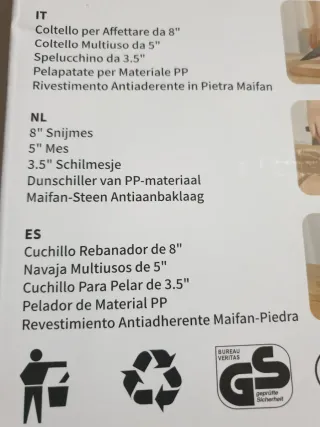 IT
Coltello per Affettare da 8"
Coltello Multiuso da 5"
Spelucchino da 3.5"
Pelapatate per Materiale PP
Rivestimento Antiaderente in Pietra Maifan
NL
8" Snijmes
5" Mes
3.5" Schilmesje
Dunschiller van PP-materiaal
Maifan-Steen Antiaanbaklaag
ES
Cuchillo Rebanador de 8"
Navaja Multiusos de 5"
Cuchillo Para Pelar de 3.5"
Pelador de Material PP
Revestimiento Antiadherente Maifan-Piedra
BUREAU
VERITAS
GS
geprüfte
Sicherheit